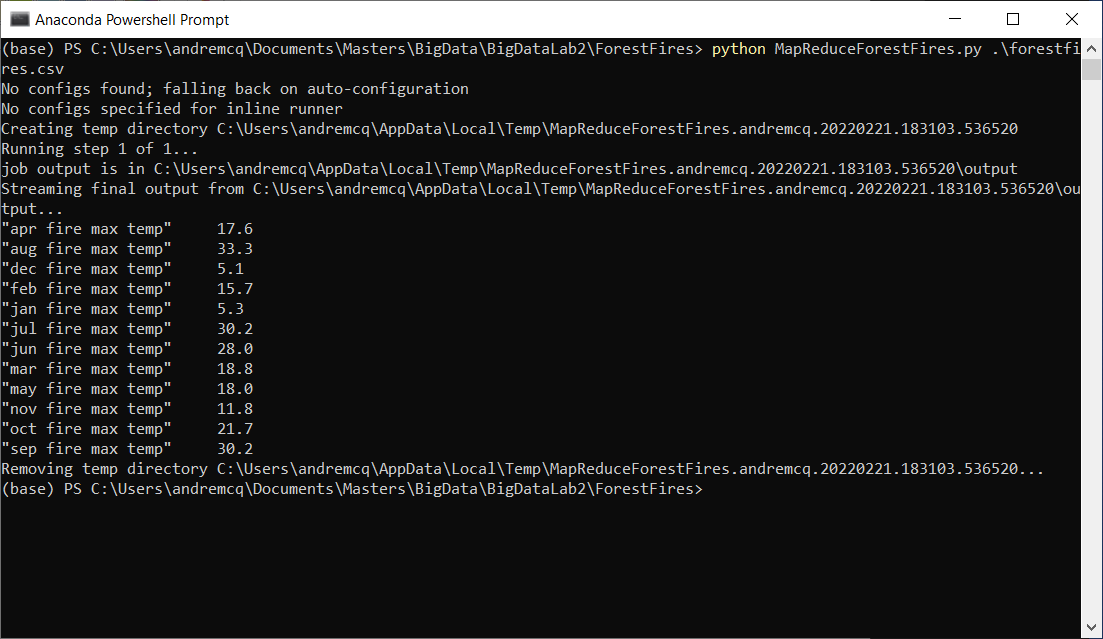 Anaconda Powershell Prompt
(base) PS C:\Users\andremcq\Documents\Masters\BigData\BigDataLab2\ForestFires> python MapReduceForestFires.py .\forestfi
res.csv
No configs found; falling back on auto-configuration
No configs specified for inline runner
Creating temp directory C:\Users\andremcq\AppData\Local\Temp\MapReduceForestFires.andremcq.20220221.183103.536520
Running step 1 of 1...
job output is in C:\Users\andremcq\AppData\Local\Temp\MapReduceForestFires.andremcq.20220221.183103.536520\output
Streaming final output from C:\Users\andremcq\AppData\Local\Temp\MapReduceForestFires.andremcq.20220221.183103.536520\ou
tput...
"apr fire max temp"     17.6
"aug fire max temp"     33.3
"dec fire max temp"     5.1
"feb fire max temp"     15.7
"jan fire max temp"     5.3
"jul fire max temp"     30.2
"jun fire max temp"     28.0
"mar fire max temp"     18.8
"may fire max temp"     18.0
"nov fire max temp"     11.8
"oct fire max temp"     21.7
"sep fire max temp"     30.2
Removing temp directory C:\Users\andremcq\AppData\Local\Temp\MapReduceForestFires.andremcq.20220221.183103.536520...
(base) PS C:\Users\andremcq\Documents\Masters\BigData\BigDataLab2\ForestFires>